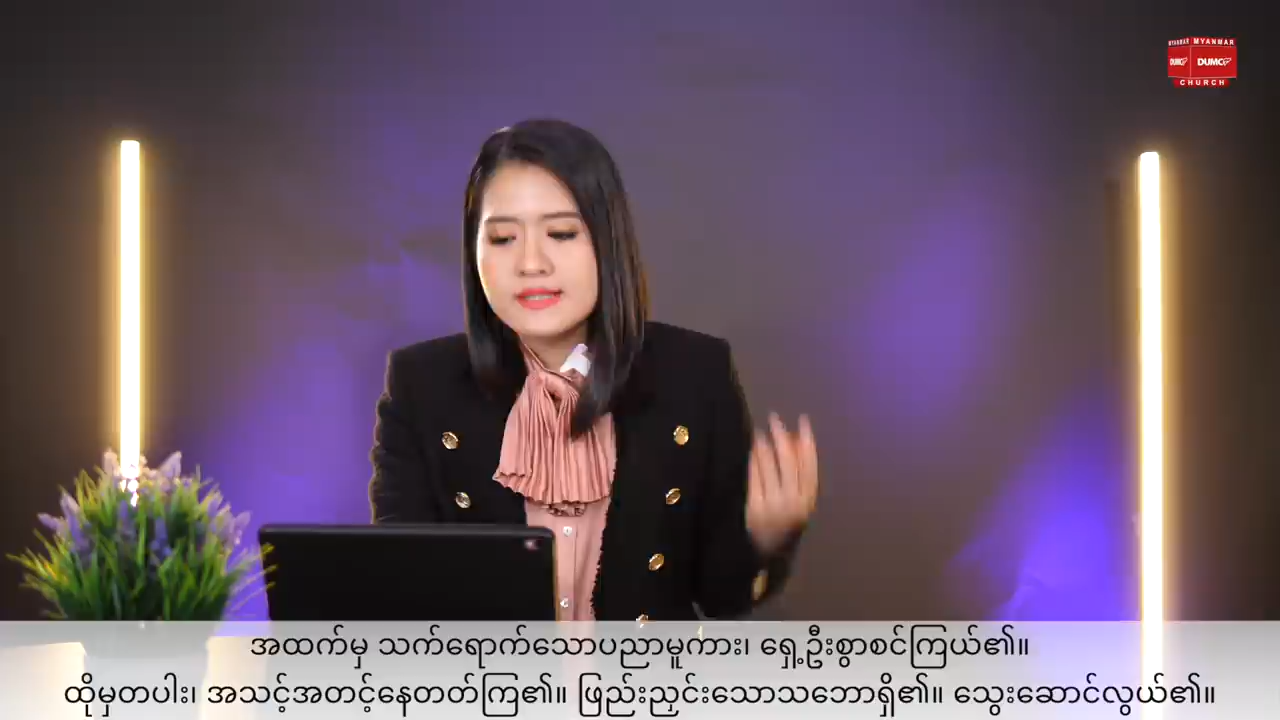 MYANMAR MYANMAR
DUMC DUMC
CHURCH
အထက်မှ သက်ရောက်သောပညာမူကား၊ ရှေ့ဦးစွာစင်ကြယ်၏။
ထိုမှတပါး၊ အသင့်အတင့်နေတတ်ကြ၏။ ဖြည်းညှင်းသောသဘောရှိ၏။ သွေးဆောင်လွယ်၏။